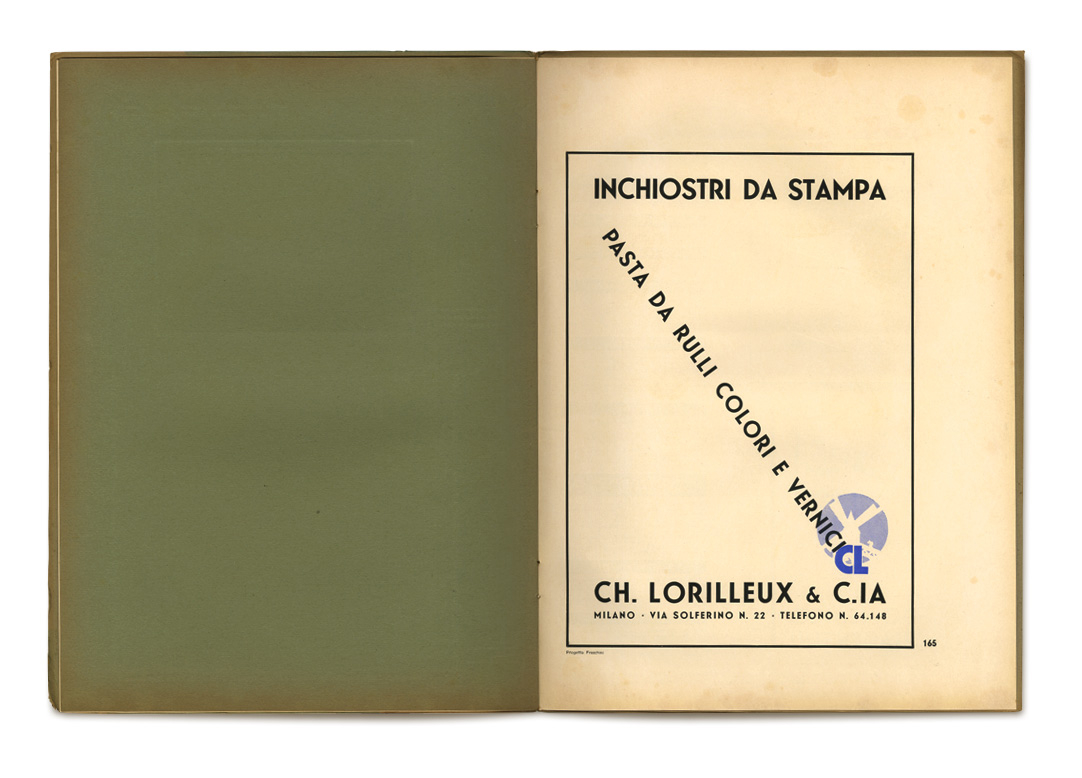 INCHIOSTRI DA STAMPA
PASTA DA RULLI COLORI E VERNICI
CL
CH. LORILLEUX & C.IA
MILANO · VIA SOLFERINO N. 22 · TELEFONO N. 64.148
165
Progetto